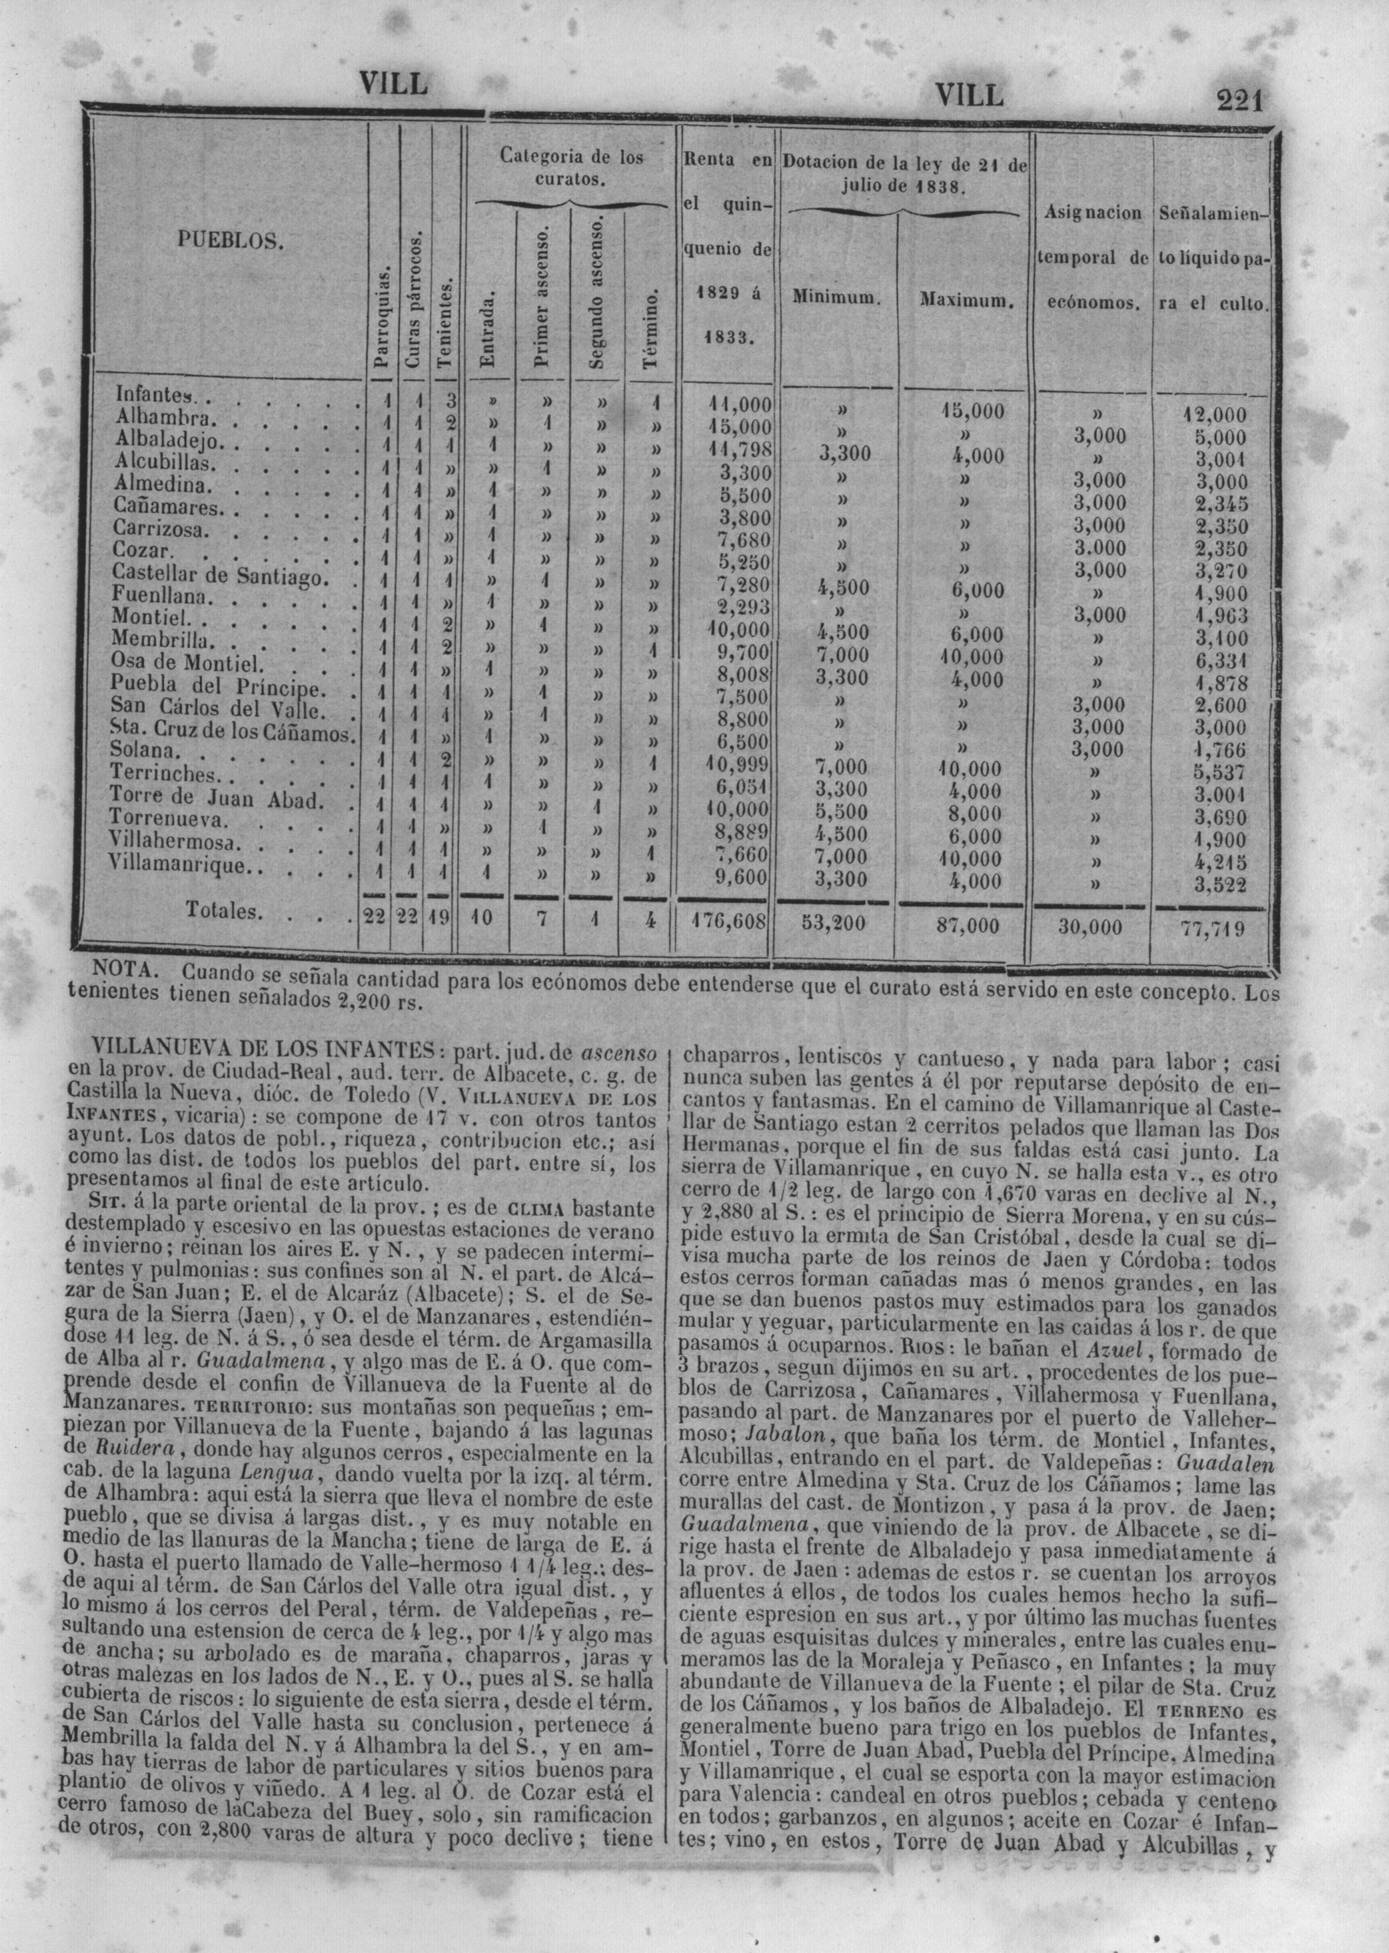 VILL
VILL
221
PUEBLOS.
Parroquias.
Curas párrocos.
Tenientes.
Categoria de los
curatos.
Entrada.
Primer ascenso.
Segundo ascenso.
Término.
Renta en
el quin-
quenio de
1829 á
1833.
Dotacion de la ley de 21 de
julio de 1838.
Minimum.
Maximum.
Asignacion
temporal de
ecónomos.
Señalamien-
to líquido pa-
ra el culto.
Infantes. . . . . . . 1 1 3 » » » 1 11,000 » 15,000 » 12,000
Alhambra. . . . . . 1 1 2 » 1 » » 15,000 » » 3,000 5,000
Albaladejo. . . . . . 1 1 1 1 » » » 11,798 3,300 4,000 » 3,001
Alcubillas. . . . . . 1 1 » » 1 » » 3,300 » » 3,000 3,000
Almedina. . . . . . 1 1 » 1 » » » 5,500 » » 3,000 2,345
Cañamares. . . . . . 1 1 » 1 » » » 3,800 » » 3,000 2,350
Carrizosa. . . . . . 1 1 » 1 » » » 7,680 » » 3.000 2,350
Cozar. . . . . . . 1 1 » 1 » » » 5,250 » » 3,000 3,270
Castellar de Santiago. . 1 1 1 » 1 » » 7,280 4,500 6,000 » 1,900
Fuenllana. . . . . . 1 1 » 1 » » » 2,293 » » 3,000 1,963
Montiel. . . . . . . 1 1 2 » 1 » » 10,000 4,500 6,000 » 3,100
Membrilla. . . . . . 1 1 2 » » » 1 9,700 7,000 10,000 » 6,331
Osa de Montiel. . . . 1 1 » 1 » » » 8,008 3,300 4,000 » 1,878
Puebla del Príncipe. . 1 1 1 » 1 » » 7,500 » » 3,000 2,600
San Cárlos del Valle. . 1 1 1 » 1 » » 8,800 » » 3,000 3,000
Sta. Cruz de los Cáñamos. 1 1 » 1 » » » 6,500 » » 3,000 1,766
Solana. . . . . . . 1 1 2 » » » 1 10,999 7,000 10,000 » 5,537
Terrinches. . . . . . 1 1 1 1 » » » 6,051 3,300 4,000 » 3.001
Torre de Juan Abad. . 1 1 1 » » 1 » 10,000 5,500 8,000 » 3,690
Torrenueva. . . . . 1 1 » » 1 » » 8,889 4,500 6,000 » 1,900
Villahermosa. . . . . 1 1 1 » » » 1 7,660 7,000 10,000 » 4,215
Villamanrique. . . . . 1 1 1 1 » » » 9,600 3,300 4,000 » 3,522
Totales. . . . 22 22 19 10 7 1 4 176,608 53,200 87,000 30,000 77,719
NOTA. Cuando se señala cantidad para los ecónomos debe entenderse que el curato está servido en este concepto. Los
tenientes tienen señalados 2,200 rs.
VILLANUEVA DE LOS INFANTES: part. jud. de ascenso
en la prov. de Ciudad-Real, aud. terr. de Albacete, c. g. de
Castilla la Nueva, dióc. de Toledo (V. VILLANUEVA DE LOS
INFANTES, vicaria): se compone de 17 v. con otros tantos
ayunt. Los datos de pobl., riqueza, contribucion etc.; así
como las dist. de todos los pueblos del part. entre sí, los
presentamos al final de este artículo.
SIT. á la parte oriental de la prov.; es de CLIMA bastante
destemplado y escesivo en las opuestas estaciones de verano
é invierno; reinan los aires E. y N., y se padecen intermi-
tentes y pulmonias: sus confines son al N. el part. de Alcá-
zar de San Juan; E. el de Alcaráz (Albacete); S. el de Se-
gura de la Sierra (Jaen), y O. el de Manzanares, estendién-
dose 11 leg. de N. á S., ó sea desde el térm. de Argamasilla
de Alba al r. Guadalmena, y algo mas de E. á O. que com-
prende desde el confin de Villanueva de la Fuente al de
Manzanares. TERRITORIO: sus montañas son pequeñas; em-
piezan por Villanueva de la Fuente, bajando á las lagunas
de Ruidera, donde hay algunos cerros, especialmente en la
cab. de la laguna Lengua, dando vuelta por la izq. al térm.
de Alhambra: aqui está la sierra que lleva el nombre de este
pueblo, que se divisa á largas dist., y es muy notable en
medio de las llanuras de la Mancha; tiene de larga de E. á
O. hasta el puerto llamado de Valle-hermoso 1 1/4 leg.; des-
de aqui al térm. de San Cárlos del Valle otra igual dist., y
lo mismo á los cerros del Peral, térm. de Valdepeñas, re-
sultando una estension de cerca de 4 leg., por 1/4 y algo mas
de ancha; su arbolado es de maraña, chaparros, jaras y
otras malezas en los lados de N., E. y O., pues al S. se halla
cubierta de riscos: lo siguiente de esta sierra, desde el térm.
de San Cárlos del Valle hasta su conclusion, pertenece á
Membrilla la falda del N. y á Alhambra la del S., y en am-
bas hay tierras de labor de particulares y sitios buenos para
plantio de olivos y viñedo. A 1 leg. al O. de Cozar está el
cerro famoso de la Cabeza del Buey, solo, sin ramificacion
de otros, con 2,800 varas de altura y poco declive; tiene
chaparros, lentiscos y cantueso, y nada para labor; casi
nunca suben las gentes á él por reputarse depósito de en-
cantos y fantasmas. En el camino de Villamanrique al Caste-
llar de Santiago estan 2 cerritos pelados que llaman las Dos
Hermanas, porque el fin de sus faldas está casi junto. La
sierra de Villamanrique, en cuyo N. se halla esta v., es otro
cerro de 1/2 leg. de largo con 1,670 varas en declive al N.,
y 2,880 al S.: es el principio de Sierra Morena, y en su cús-
pide estuvo la ermita de San Cristóbal, desde la cual se di-
visa mucha parte de los reinos de Jaen y Córdoba: todos
estos cerros forman cañadas mas ó menos grandes, en las
que se dan buenos pastos muy estimados para los ganados
mular y yeguar, particularmente en las caidas á los r. de que
pasamos á ocuparnos. RIOS: le bañan el Azuel, formado de
3 brazos, segun dijimos en su art., procedentes de los pue-
blos de Carrizosa, Cañamares, Villahermosa y Fuenllana,
pasando al part. de Manzanares por el puerto de Valleher-
moso; Jabalon, que baña los térm. de Montiel, Infantes,
Alcubillas, entrando en el part. de Valdepeñas: Guadalen
corre entre Almedina y Sta. Cruz de los Cáñamos; lame las
murallas del cast. de Montizon, y pasa á la prov. de Jaen;
Guadalmena, que viniendo de la prov. de Albacete, se di-
rige hasta el frente de Albaladejo y pasa inmediatamente á
la prov. de Jaen: ademas de estos r. se cuentan los arroyos
afluentes á ellos, de todos los cuales hemos hecho la sufi-
ciente espresion en sus art., y por último las muchas fuentes
de aguas esquisitas dulces y minerales, entre las cuales enu-
meramos las de la Moraleja y Peñasco, en Infantes; la muy
abundante de Villanueva de la Fuente; el pilar de Sta. Cruz
de los Cáñamos, y los baños de Albaladejo. El TERRENO es
generalmente bueno para trigo en los pueblos de Infantes,
Montiel, Torre de Juan Abad, Puebla del Príncipe, Almedina
y Villamanrique, el cual se esporta con la mayor estimacion
para Valencia: candeal en otros pueblos; cebada y centeno
en todos; garbanzos, en algunos; aceite en Cozar é Infan-
tes; vino, en estos, Torre de Juan Abad y Alcubillas, y